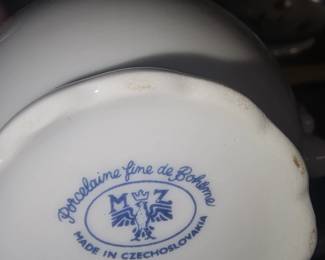 Porcelaine fine de Bohême
M Z
MADE IN CZECHOSLOVAKIA